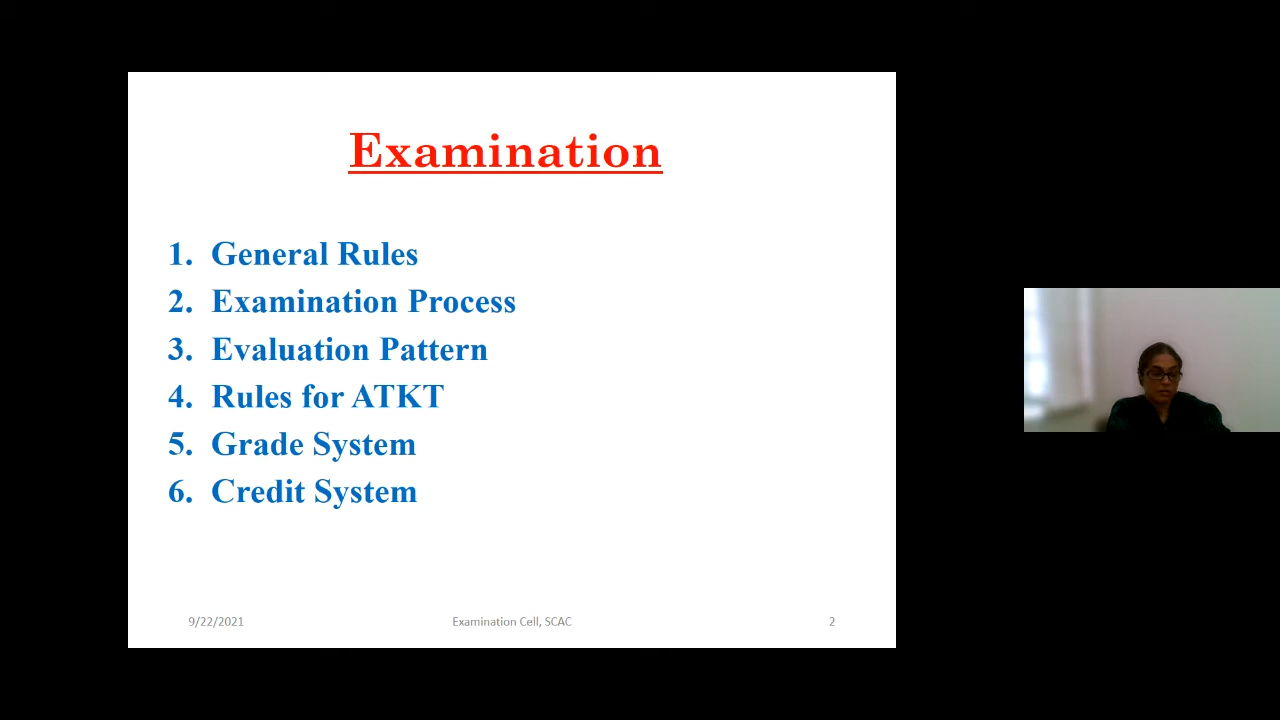 Examination
1. General Rules
2. Examination Process
3. Evaluation Pattern
4. Rules for ATKT
5. Grade System
6. Credit System
9/22/2021 Examination Cell, SCAC 2